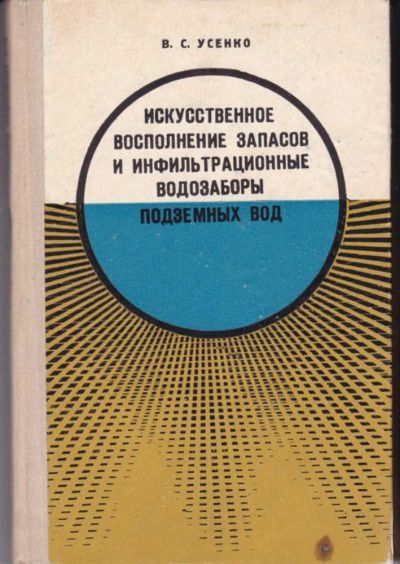 В. С. УСЕНКО
ИСКУССТВЕННОЕ
ВОСПОЛНЕНИЕ ЗАПАСОВ
И ИНФИЛЬТРАЦИОННЫЕ
ВОДОЗАБОРЫ
ПОДЗЕМНЫХ ВОД